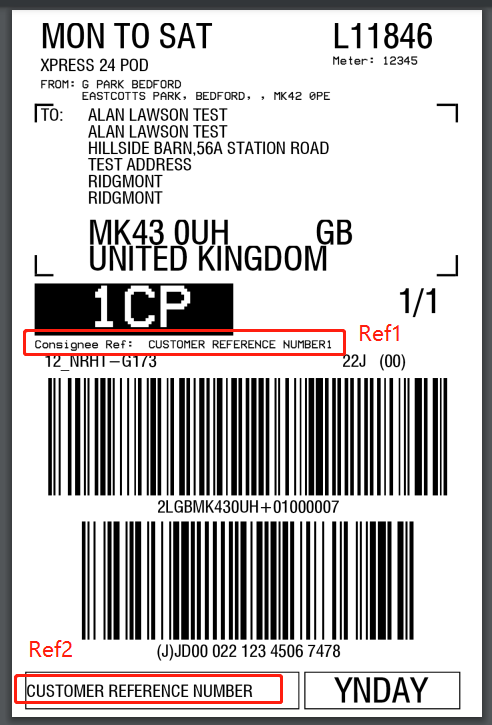 MON TO SAT L11846
XPRESS 24 POD Meter: 12345
FROM: G PARK BEDFORD
EASTCOTTS PARK, BEDFORD, , MK42 0PE
TO: ALAN LAWSON TEST
ALAN LAWSON TEST
HILLSIDE BARN,56A STATION ROAD
TEST ADDRESS
RIDGMONT
RIDGMONT
MK43 0UH GB
UNITED KINGDOM
1CP 1/1
Ref1
Consignee Ref: CUSTOMER REFERENCE NUMBER1
12_NRHT-G173 22J (00)
2LGBMK430UH+01000007
(J)JD00 022 123 4506 7478
Ref2
CUSTOMER REFERENCE NUMBER YNDAY